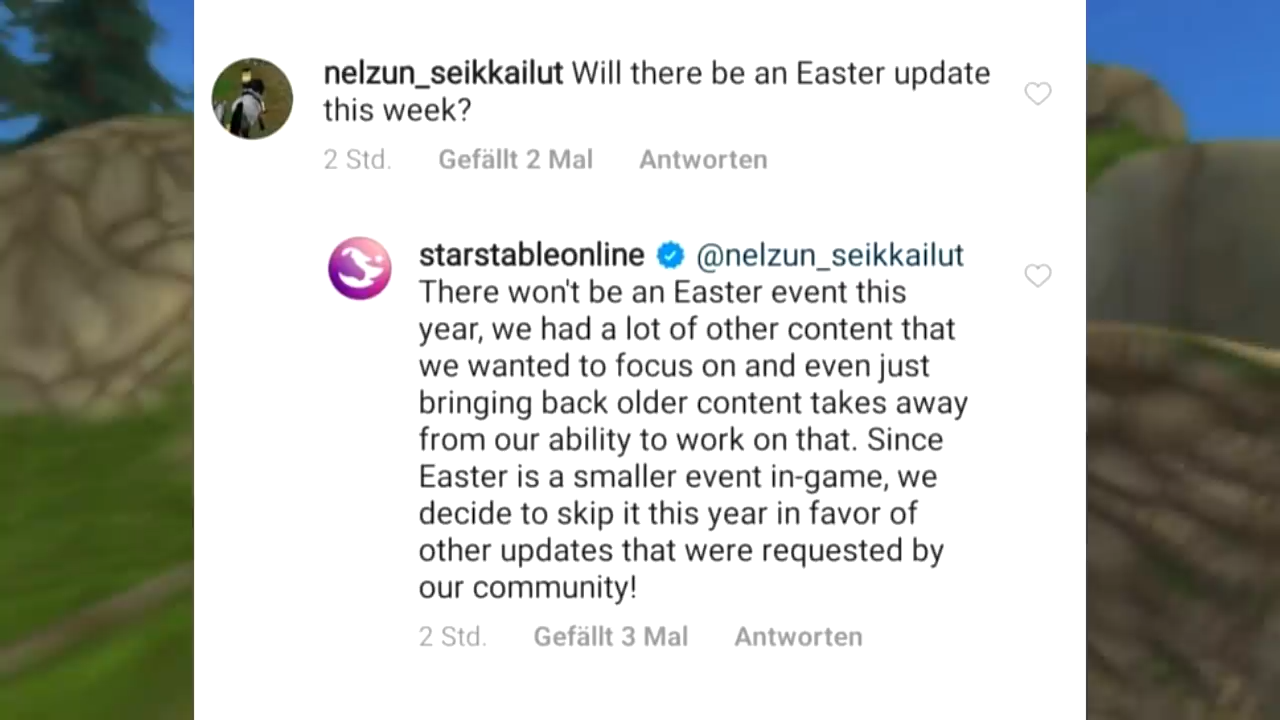 nelzun_seikkailut Will there be an Easter update
this week?
2 Std. Gefällt 2 Mal Antworten
starstableonline @nelzun_seikkailut
There won't be an Easter event this
year, we had a lot of other content that
we wanted to focus on and even just
bringing back older content takes away
from our ability to work on that. Since
Easter is a smaller event in-game, we
decide to skip it this year in favor of
other updates that were requested by
our community!
2 Std. Gefällt 3 Mal Antworten